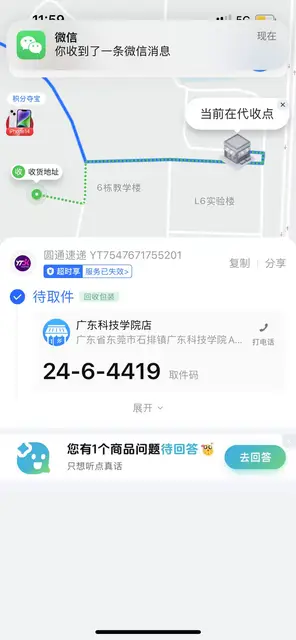 11:59
5G
微信
现在
你收到了一条微信消息
积分夺宝
当前在代收点
收 收货地址
6栋教学楼
L6实验楼
圆通速递 YT7547671755201
复制 | 分享
超时享 服务已失效>
待取件 回收包装
广东科技学院店
广东省东莞市石排镇广东科技学院A...
打电话
24-6-4419 取件码
展开
您有1个商品问题待回答
只想听点真话
去回答